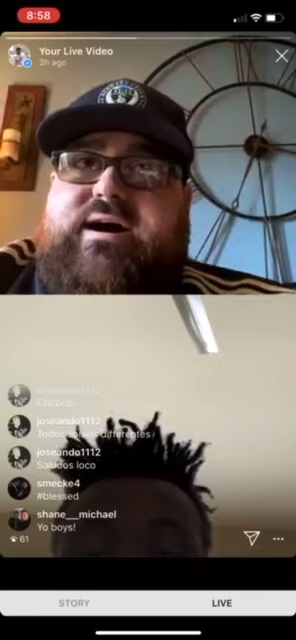 8:58
Your Live Video
3h ago
Chcoco
joseando1112
Todos somos diferentes
joseando1112
Saludos loco
smecke4
#blessed
shane__michael
Yo boys!
61
STORY
LIVE